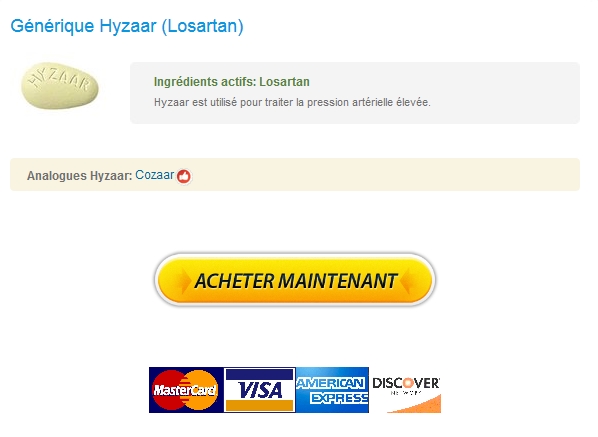 Générique Hyzaar (Losartan)
HYZAAR
Ingrédients actifs: Losartan
Hyzaar est utilisé pour traiter la pression artérielle élevée.
Analogues Hyzaar: Cozaar
ACHETER MAINTENANT
MasterCard VISA AMERICAN EXPRESS DISCOVER NETWORK